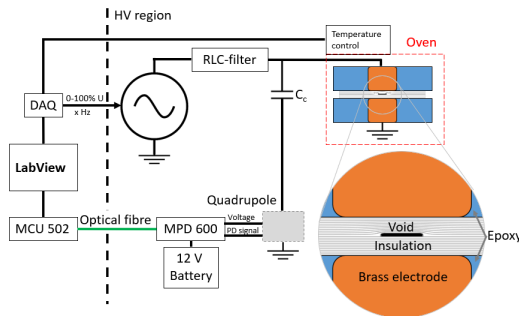 HV region
Temperature
control
Oven
RLC-filter
DAQ
0-100% U
x Hz
C_c
LabView
Quadrupole
MCU 502
Optical fibre
MPD 600
Voltage
PD signal
12 V
Battery
Void
Insulation
Epoxy
Brass electrode